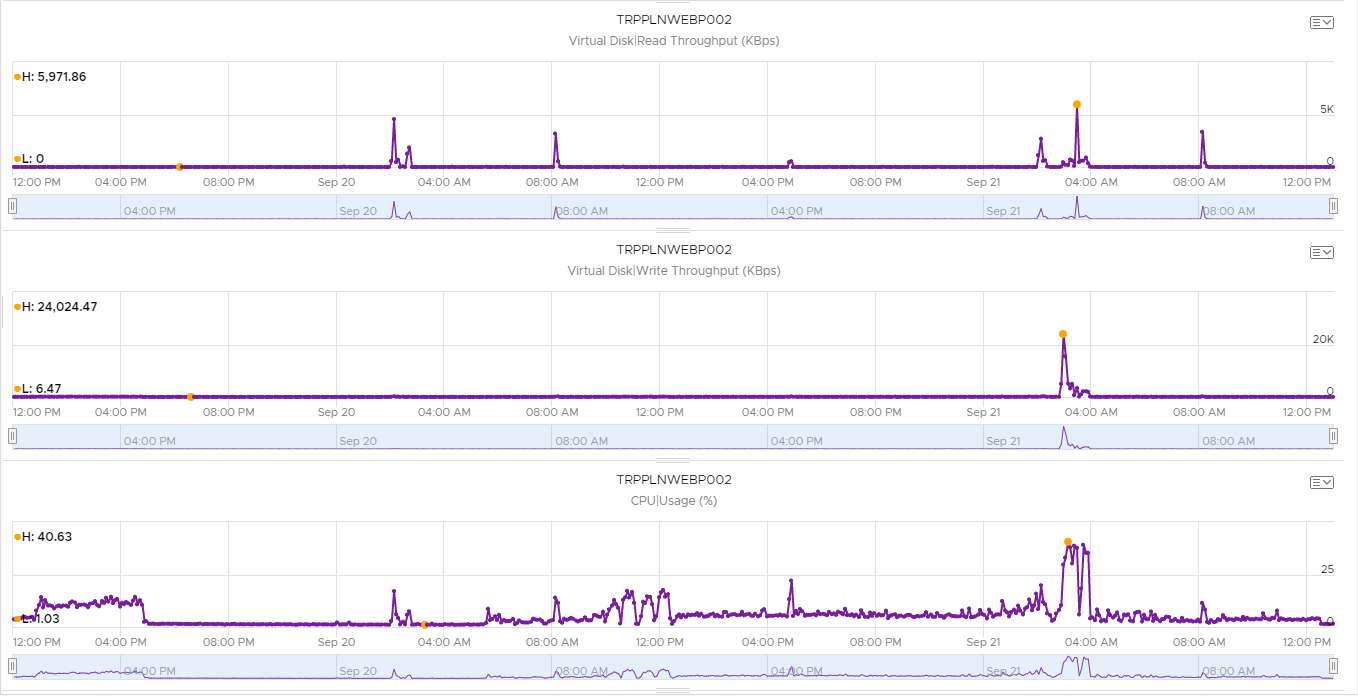 TRPPLNWEBP002
Virtual Disk|Read Throughput (KBps)
H: 5,971.86
5K
L: 0
0
12:00 PM 04:00 PM 08:00 PM Sep 20 04:00 AM 08:00 AM 12:00 PM 04:00 PM 08:00 PM Sep 21 04:00 AM 08:00 AM 12:00 PM
04:00 PM Sep 20 08:00 AM 04:00 PM Sep 21 08:00 AM
TRPPLNWEBP002
Virtual Disk|Write Throughput (KBps)
H: 24,024.47
20K
L: 6.47
0
12:00 PM 04:00 PM 08:00 PM Sep 20 04:00 AM 08:00 AM 12:00 PM 04:00 PM 08:00 PM Sep 21 04:00 AM 08:00 AM 12:00 PM
04:00 PM Sep 20 08:00 AM 04:00 PM Sep 21 08:00 AM
TRPPLNWEBP002
CPU|Usage (%)
H: 40.63
25
L: 1.03
0
12:00 PM 04:00 PM 08:00 PM Sep 20 04:00 AM 08:00 AM 12:00 PM 04:00 PM 08:00 PM Sep 21 04:00 AM 08:00 AM 12:00 PM
04:00 PM Sep 20 08:00 AM 04:00 PM Sep 21 08:00 AM